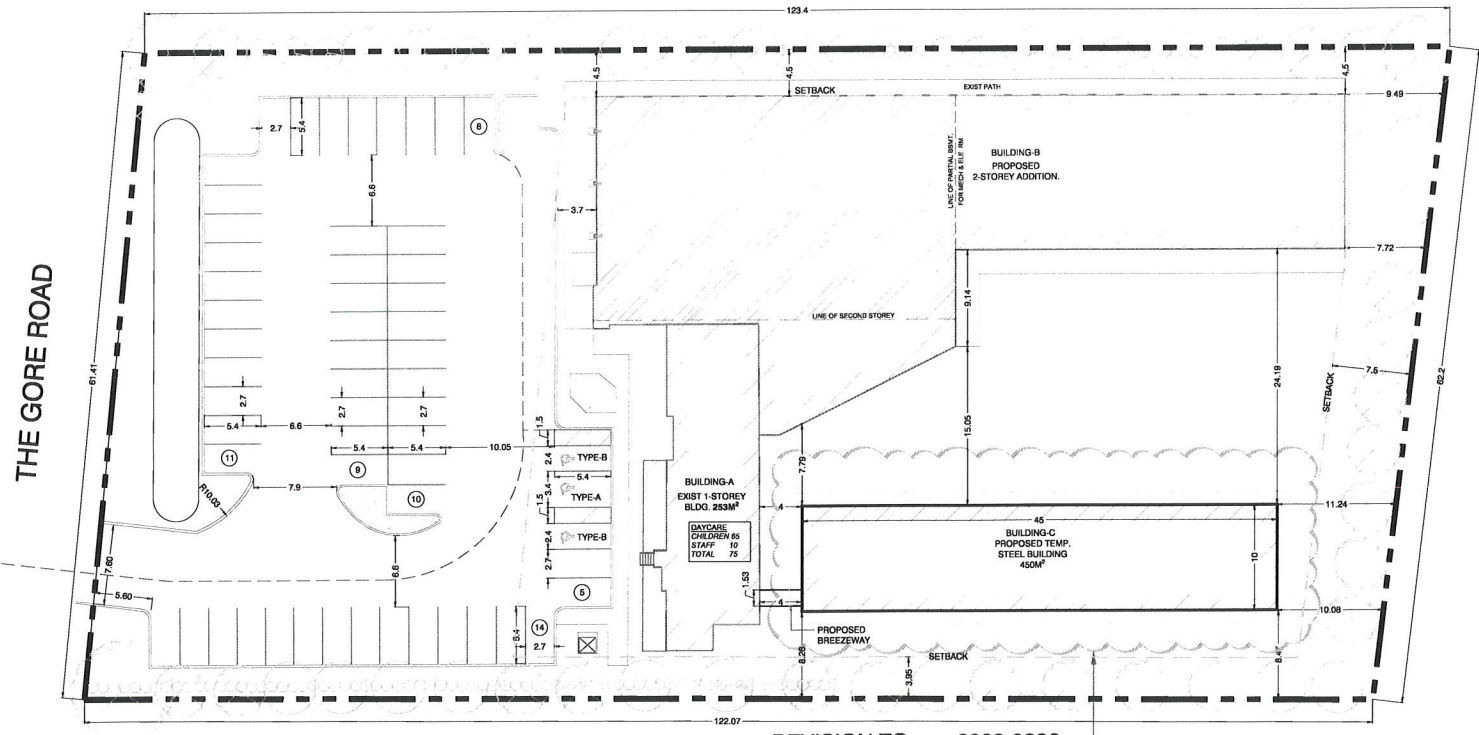 123.4
4.5
4.5
4.5
SETBACK
EXIST PATH
9.49
2.7
5.4
8
LINE OF PARTIAL BSMT.
FOR MECH & ELE RM
BUILDING-B
PROPOSED
2-STOREY ADDITION.
6.6
3.7
7.72
THE GORE ROAD
61.41
9.14
LINE OF SECOND STOREY
24.19
7.5
62.2
SETBACK
2.7
2.7
2.7
5.4
6.6
5.4
5.4
10.05
1.5
15.05
7.79
11
9
10
2.4
TYPE-B
5.4
3.4
TYPE-A
1.5
2.4
TYPE-B
2.7
5
R10.03
7.9
BUILDING-A
EXIST 1-STOREY
BLDG. 253M²
DAYCARE
CHILDREN 65
STAFF 10
TOTAL 75
4
11.24
45
BUILDING-C
PROPOSED TEMP.
STEEL BUILDING
450M²
10
7.60
5.60
6.6
1.53
4
10.08
5.4
14
2.7
PROPOSED
BREEZEWAY
8.26
SETBACK
3.95
8.4
122.07